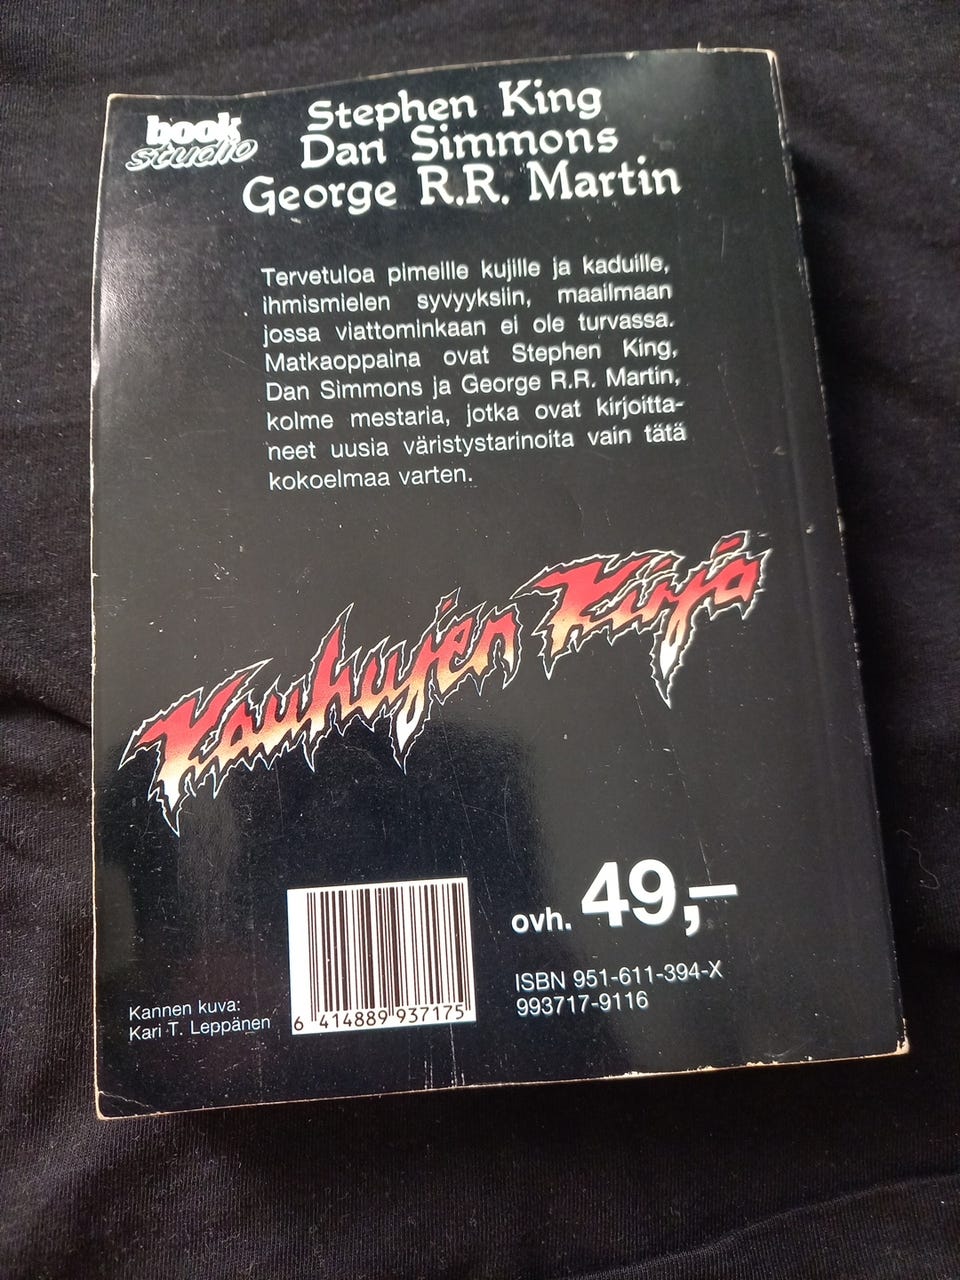 book
studio
Stephen King
Dan Simmons
George R.R. Martin
Tervetuloa pimeille kujille ja kaduille,
ihmismielen syvyyksiin, maailmaan
jossa viattominkaan ei ole turvassa.
Matkaoppaina ovat Stephen King,
Dan Simmons ja George R.R. Martin,
kolme mestaria, jotka ovat kirjoitta-
neet uusia väristystarinoita vain tätä
kokoelmaa varten.
Kauhujen Kirja
ovh. 49,–
ISBN 951-611-394-X
993717-9116
6 414889 937175
Kannen kuva:
Kari T. Leppänen